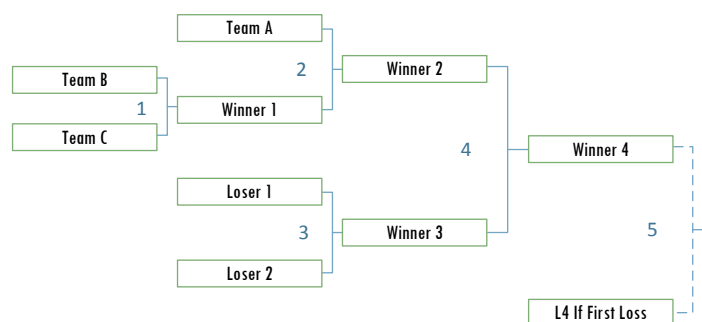 Team A
2
Winner 2
Team B
1
Winner 1
Team C
4
Winner 4
Loser 1
3
Winner 3
5
Loser 2
L4 If First Loss